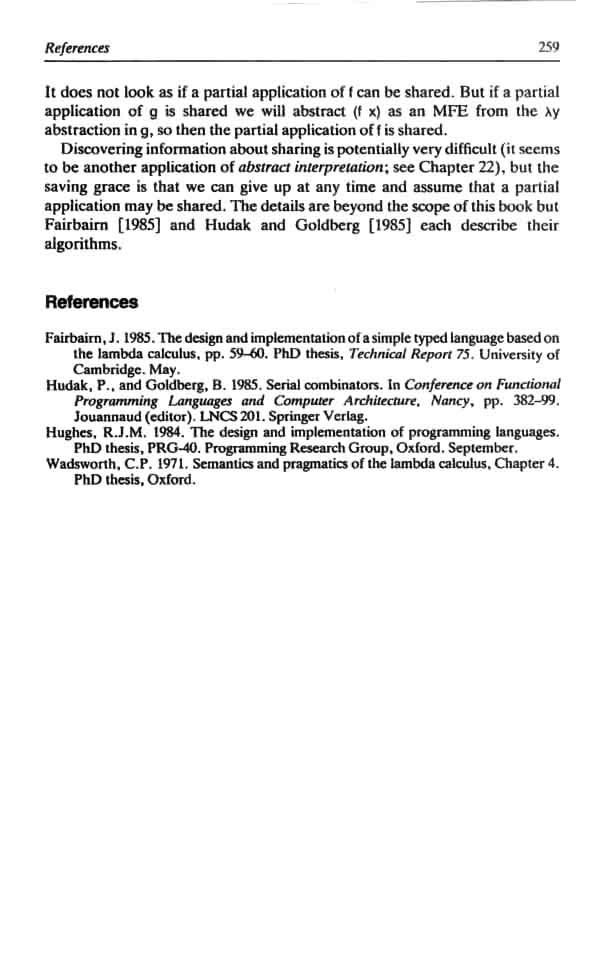 References 259
It does not look as if a partial application of f can be shared. But if a partial
application of g is shared we will abstract (f x) as an MFE from the λy
abstraction in g, so then the partial application of f is shared.
Discovering information about sharing is potentially very difficult (it seems
to be another application of abstract interpretation; see Chapter 22), but the
saving grace is that we can give up at any time and assume that a partial
application may be shared. The details are beyond the scope of this book but
Fairbairn [1985] and Hudak and Goldberg [1985] each describe their
algorithms.
References
Fairbairn, J. 1985. The design and implementation of a simple typed language based on
the lambda calculus, pp. 59–60. PhD thesis, Technical Report 75. University of
Cambridge. May.
Hudak, P., and Goldberg, B. 1985. Serial combinators. In Conference on Functional
Programming Languages and Computer Architecture, Nancy, pp. 382–99.
Jouannaud (editor). LNCS 201. Springer Verlag.
Hughes, R.J.M. 1984. The design and implementation of programming languages.
PhD thesis, PRG-40. Programming Research Group, Oxford. September.
Wadsworth, C.P. 1971. Semantics and pragmatics of the lambda calculus, Chapter 4.
PhD thesis, Oxford.